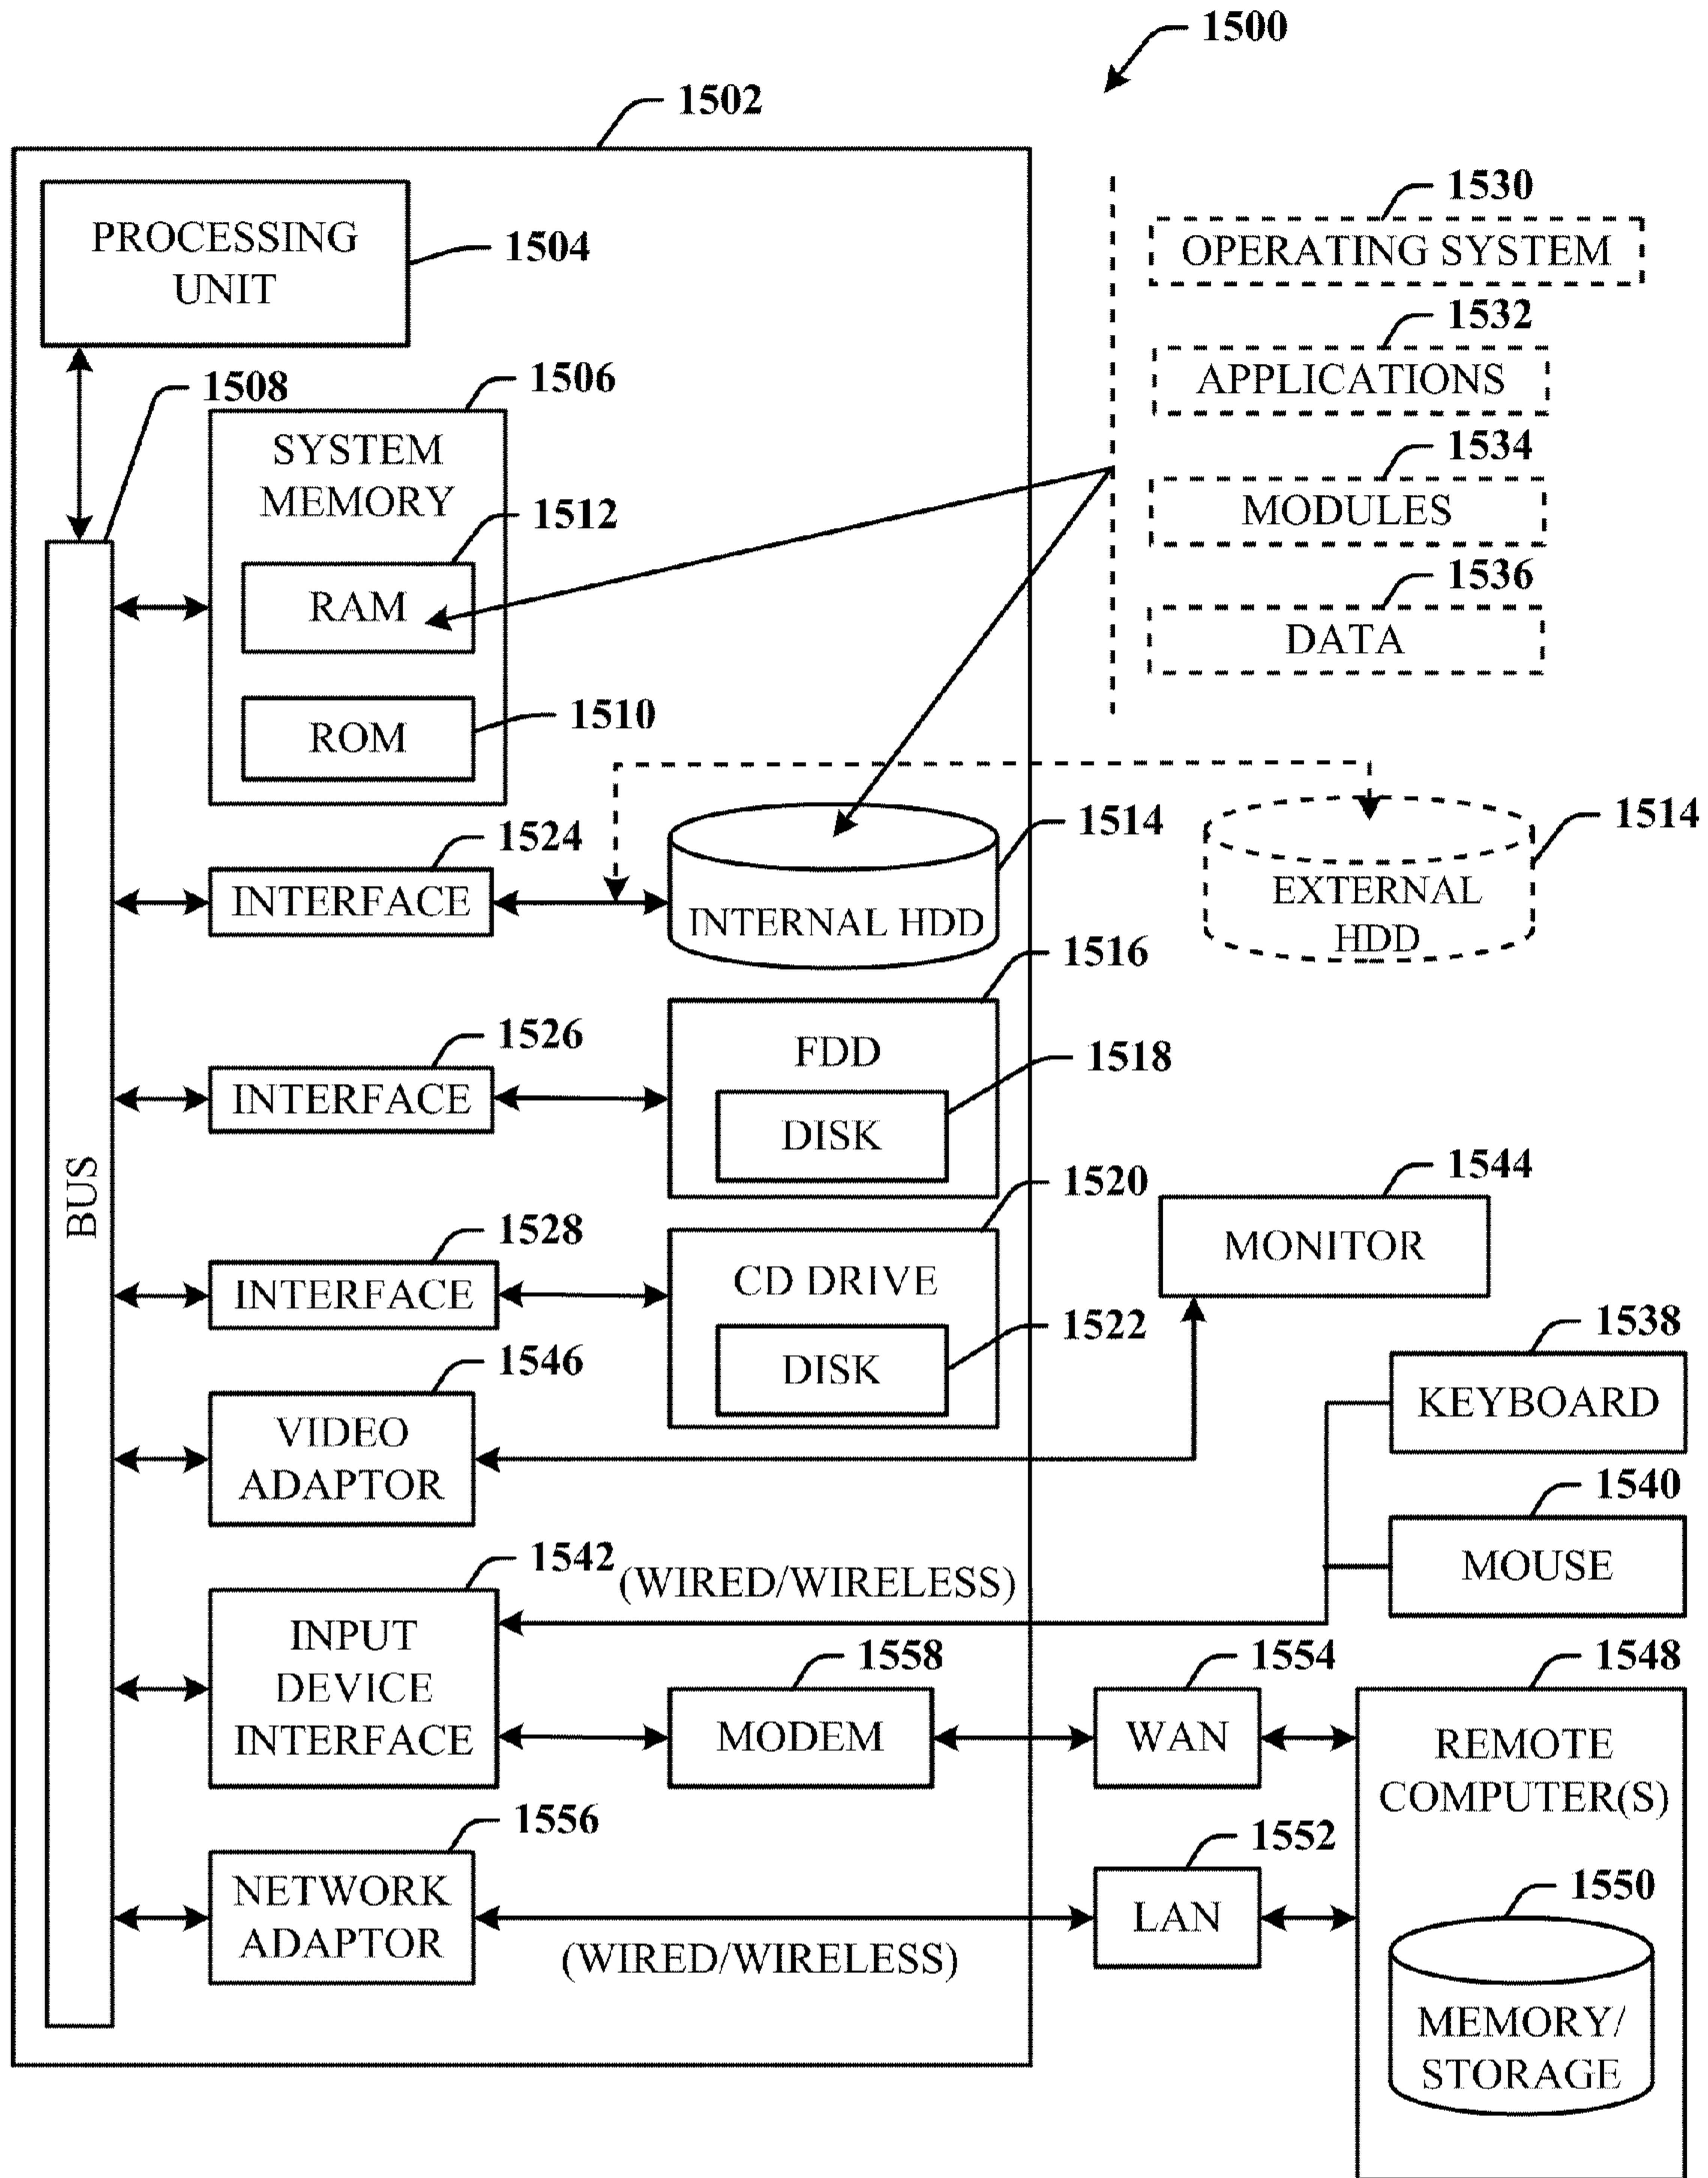 1500
1502
PROCESSING
UNIT
1504
1530
OPERATING SYSTEM
1532
APPLICATIONS
1534
MODULES
1536
DATA
1508
1506
SYSTEM
MEMORY
1512
RAM
1510
ROM
1524
INTERFACE
1514
INTERNAL HDD
1514
EXTERNAL
HDD
1516
FDD
1526
INTERFACE
1518
DISK
BUS
1520
CD DRIVE
1528
INTERFACE
1522
DISK
1544
MONITOR
1546
VIDEO
ADAPTOR
1538
KEYBOARD
1540
MOUSE
1542
(WIRED/WIRELESS)
INPUT
DEVICE
INTERFACE
1558
MODEM
1554
WAN
1548
REMOTE
COMPUTER(S)
1556
NETWORK
ADAPTOR
(WIRED/WIRELESS)
1552
LAN
1550
MEMORY/
STORAGE